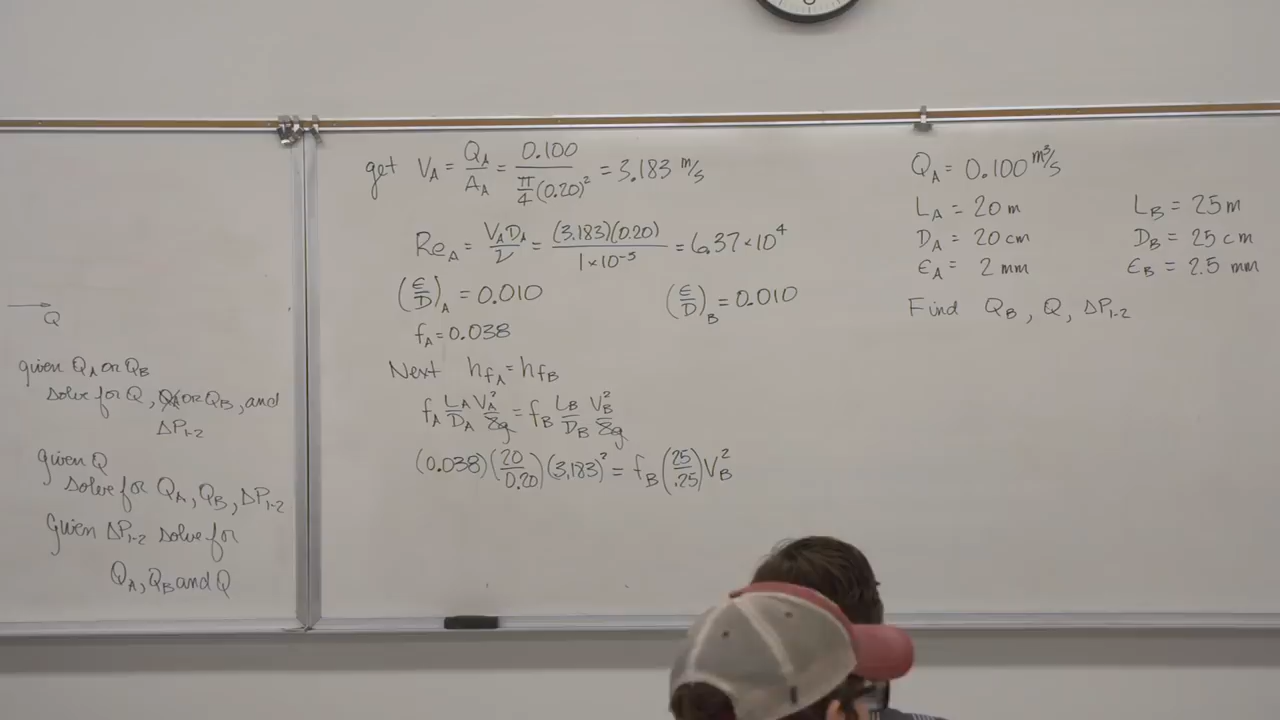 Q
given Q_A or Q_B
solve for Q, or Q_B, and
ΔP_1-2
given Q
solve for Q_A, Q_B, ΔP_1-2
Given ΔP_1-2 solve for
Q_A, Q_B and Q
get V_A = Q_A/A_A = 0.100/(π/4 (0.20)²) = 3.183 m/s
Re_A = V_A D_A/ν = (3.183)(0.20)/1×10⁻⁵ = 6.37×10⁴
(ϵ/D)_A = 0.010 (ϵ/D)_B = 0.010
f_A = 0.038
Next h_fA = h_fB
f_A L_A/D_A V_A²/2g = f_B L_B/D_B V_B²/2g
(0.038)(20/0.20)(3.183)² = f_B (25/.25) V_B²
Q_A = 0.100 m³/s
L_A = 20 m L_B = 25 m
D_A = 20 cm D_B = 25 cm
ϵ_A = 2 mm ϵ_B = 2.5 mm
Find Q_B, Q, ΔP_1-2